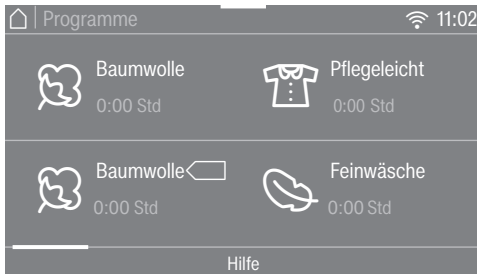 Programme
11:02
Baumwolle
0:00 Std
Pflegeleicht
0:00 Std
Baumwolle
0:00 Std
Feinwäsche
0:00 Std
Hilfe